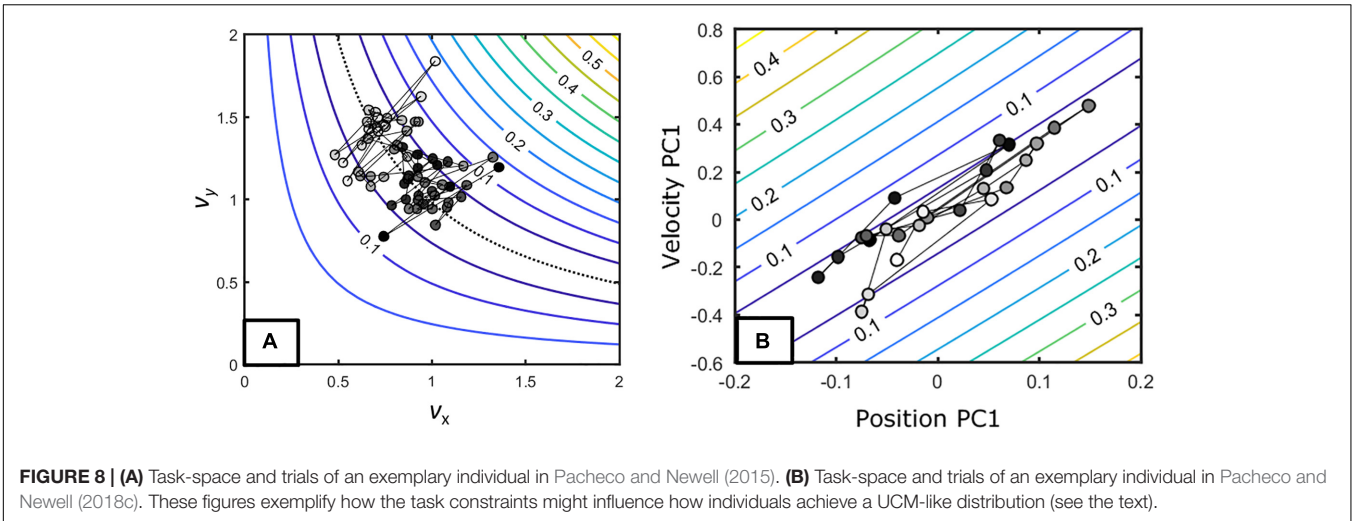 2
1.5
1
0.5
0
0 0.5 1 1.5 2
v_y
v_x
0.5
0.4
0.3
0.2
0.1
0.1
A
B
0.8
0.6
0.4
0.2
0
-0.2
-0.4
-0.6
-0.2 -0.1 0 0.1 0.2
Velocity PC1
Position PC1
0.4
0.3
0.2
0.1
0.1
0.1
0.1
0.2
0.3
B
FIGURE 8 | (A) Task-space and trials of an exemplary individual in Pacheco and Newell (2015). (B) Task-space and trials of an exemplary individual in Pacheco and
Newell (2018c). These figures exemplify how the task constraints might influence how individuals achieve a UCM-like distribution (see the text).